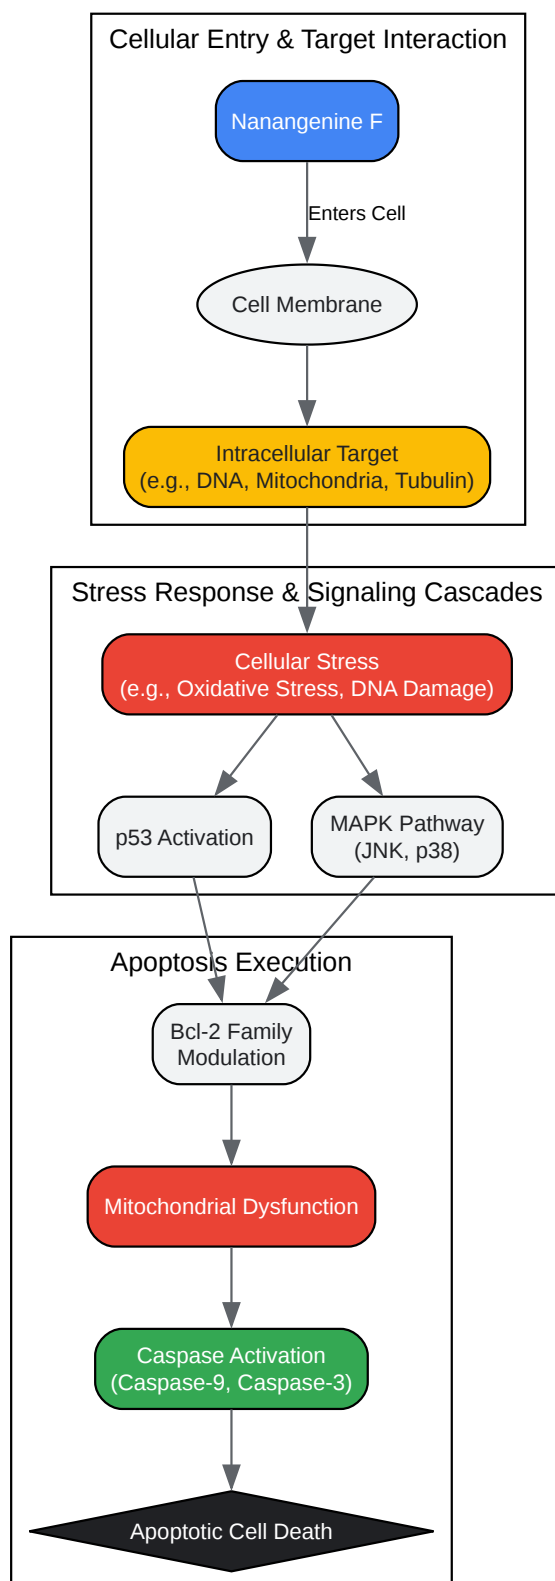 Cellular Entry & Target Interaction
Nanangenine F
Enters Cell
Cell Membrane
Intracellular Target
(e.g., DNA, Mitochondria, Tubulin)
Stress Response & Signaling Cascades
Cellular Stress
(e.g., Oxidative Stress, DNA Damage)
p53 Activation
MAPK Pathway
(JNK, p38)
Apoptosis Execution
Bcl-2 Family
Modulation
Mitochondrial Dysfunction
Caspase Activation
(Caspase-9, Caspase-3)
Apoptotic Cell Death